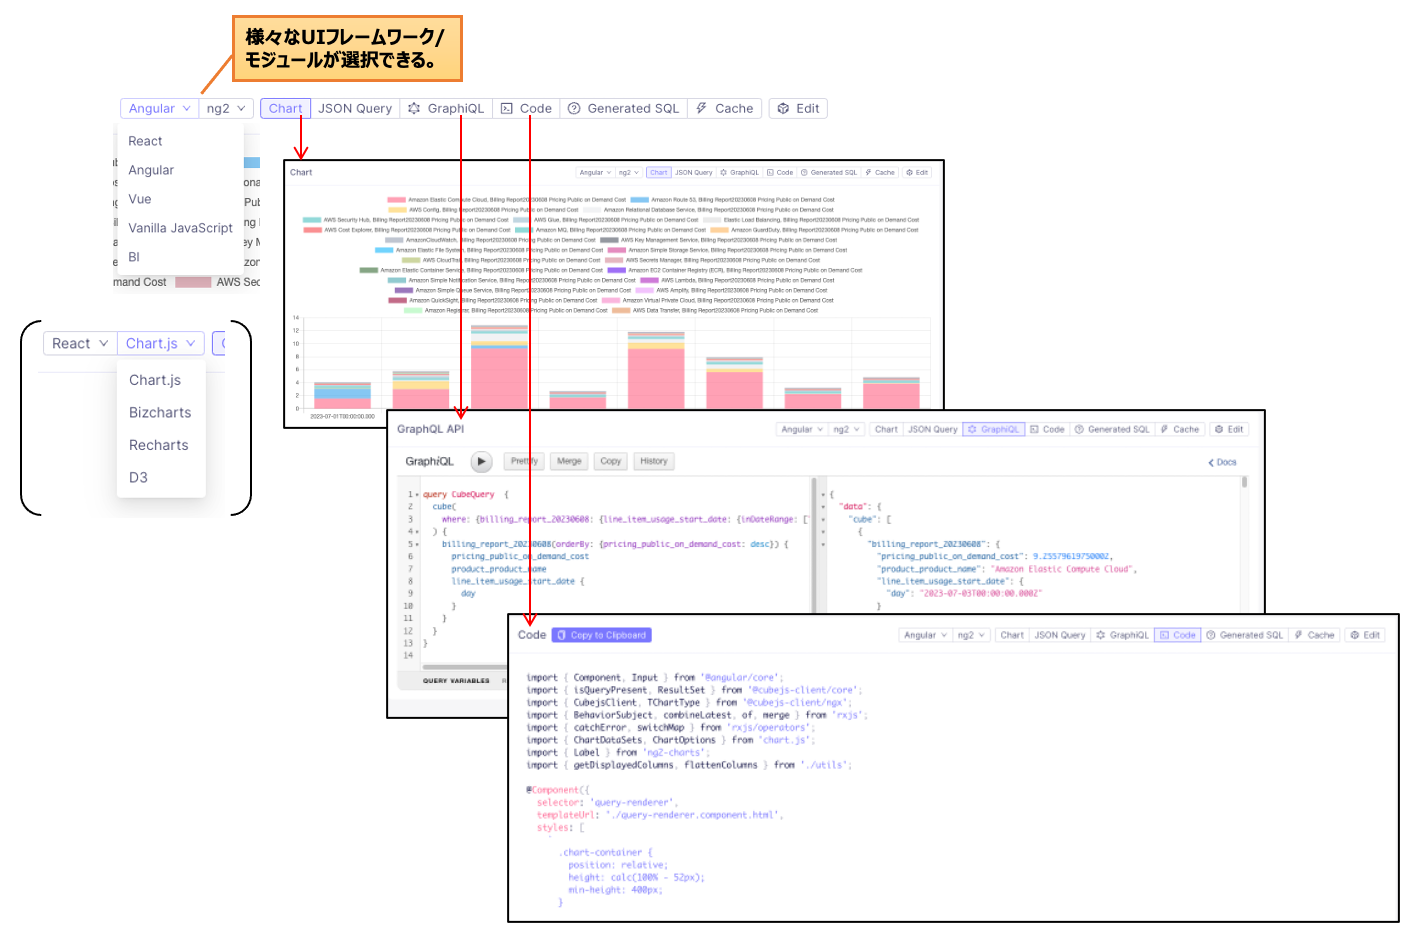 様々なUIフレームワーク/
モジュールが選択できる。
Angular ng2 Chart JSON Query GraphiQL Code Generated SQL Cache Edit
React
Angular
Vue
Vanilla JavaScript
BI
mand Cost AWS Sec
React Chart.js
Chart.js
Bizcharts
Recharts
D3
Chart Angular ng2 Chart JSON Query GraphiQL Code Generated SQL Cache Edit
Amazon Elastic Compute Cloud, Billing Report20230608 Pricing Public on Demand Cost Amazon Route 53, Billing Report20230608 Pricing Public on Demand Cost
AWS Config, Billing Report20230608 Pricing Public on Demand Cost Amazon Relational Database Service, Billing Report20230608 Pricing Public on Demand Cost
AWS Security Hub, Billing Report20230608 Pricing Public on Demand Cost AWS Glue, Billing Report20230608 Pricing Public on Demand Cost Elastic Load Balancing, Billing Report20230608 Pricing Public on Demand Cost
AWS Cost Explorer, Billing Report20230608 Pricing Public on Demand Cost Amazon MQ, Billing Report20230608 Pricing Public on Demand Cost Amazon GuardDuty, Billing Report20230608 Pricing Public on Demand Cost
AmazonCloudWatch, Billing Report20230608 Pricing Public on Demand Cost AWS Key Management Service, Billing Report20230608 Pricing Public on Demand Cost
Amazon Elastic File System, Billing Report20230608 Pricing Public on Demand Cost Amazon Simple Storage Service, Billing Report20230608 Pricing Public on Demand Cost
AWS CloudTrail, Billing Report20230608 Pricing Public on Demand Cost AWS Secrets Manager, Billing Report20230608 Pricing Public on Demand Cost
Amazon Elastic Container Service, Billing Report20230608 Pricing Public on Demand Cost Amazon EC2 Container Registry (ECR), Billing Report20230608 Pricing Public on Demand Cost
Amazon Simple Notification Service, Billing Report20230608 Pricing Public on Demand Cost AWS Lambda, Billing Report20230608 Pricing Public on Demand Cost
Amazon Simple Queue Service, Billing Report20230608 Pricing Public on Demand Cost AWS Amplify, Billing Report20230608 Pricing Public on Demand Cost
Amazon QuickSight, Billing Report20230608 Pricing Public on Demand Cost Amazon Virtual Private Cloud, Billing Report20230608 Pricing Public on Demand Cost
Amazon Registrar, Billing Report20230608 Pricing Public on Demand Cost AWS Data Transfer, Billing Report20230608 Pricing Public on Demand Cost
14
12
10
8
6
4
2
0
2023-07-01T00:00:00.000
GraphQL API Angular ng2 Chart JSON Query GraphiQL Code Generated SQL Cache Edit
GraphiQL Prettify Merge Copy History Docs
1 query CubeQuery {
2 cube(
3 where: {billing_report_20230608: {line_item_usage_start_date: {inDateRange: ["
4 ) {
5 billing_report_20230608(orderBy: {pricing_public_on_demand_cost: desc}) {
6 pricing_public_on_demand_cost
7 product_product_name
8 line_item_usage_start_date {
9 day
10 }
11 }
12 }
13 }
14
QUERY VARIABLES
{
"data": {
"cube": [
{
"billing_report_20230608": {
"pricing_public_on_demand_cost": 9.25579619750002,
"product_product_name": "Amazon Elastic Compute Cloud",
"line_item_usage_start_date": {
"day": "2023-07-03T00:00:00.000Z"
}
Code Copy to Clipboard Angular ng2 Chart JSON Query GraphiQL Code Generated SQL Cache Edit
import { Component, Input } from '@angular/core';
import { isQueryPresent, ResultSet } from '@cubejs-client/core';
import { CubejsClient, TChartType } from '@cubejs-client/ngx';
import { BehaviorSubject, combineLatest, of, merge } from 'rxjs';
import { catchError, switchMap } from 'rxjs/operators';
import { ChartDataSets, ChartOptions } from 'chart.js';
import { Label } from 'ng2-charts';
import { getDisplayedColumns, flattenColumns } from './utils';
@Component({
selector: 'query-renderer',
templateUrl: './query-renderer.component.html',
styles: [
`
.chart-container {
position: relative;
height: calc(100% - 52px);
min-height: 400px;
}